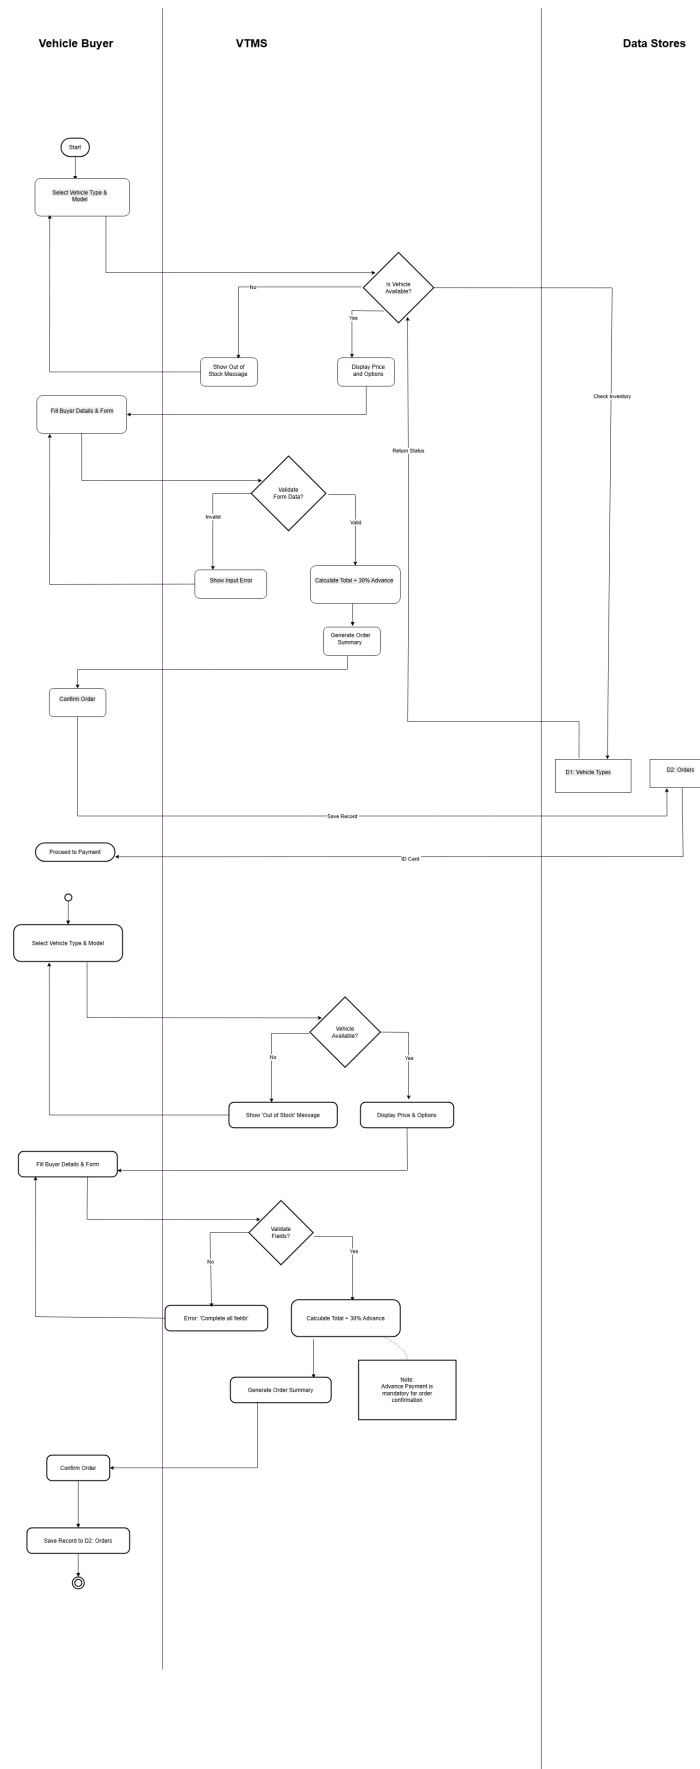 Vehicle Buyer
VTMS
Data Stores
Start
Select Vehicle Type &
Model
Is Vehicle
Available?
No
Yes
Show Out of
Stock Message
Display Price
and Options
Check Inventory
Fill Buyer Details & Form
Return Status
Validate
Form Data?
Invalid
Valid
Show Input Error
Calculate Total + 30% Advance
Generate Order
Summary
Confirm Order
D1: Vehicle Types
D2: Orders
Save Record
Proceed to Payment
ID Card
Select Vehicle Type & Model
Vehicle
Available?
No
Yes
Show 'Out of Stock' Message
Display Price & Options
Fill Buyer Details & Form
Validate
Fields?
No
Yes
Error: 'Complete all fields'
Calculate Total + 30% Advance
Note:
Advance Payment is
mandatory for order
confirmation
Generate Order Summary
Confirm Order
Save Record to D2: Orders